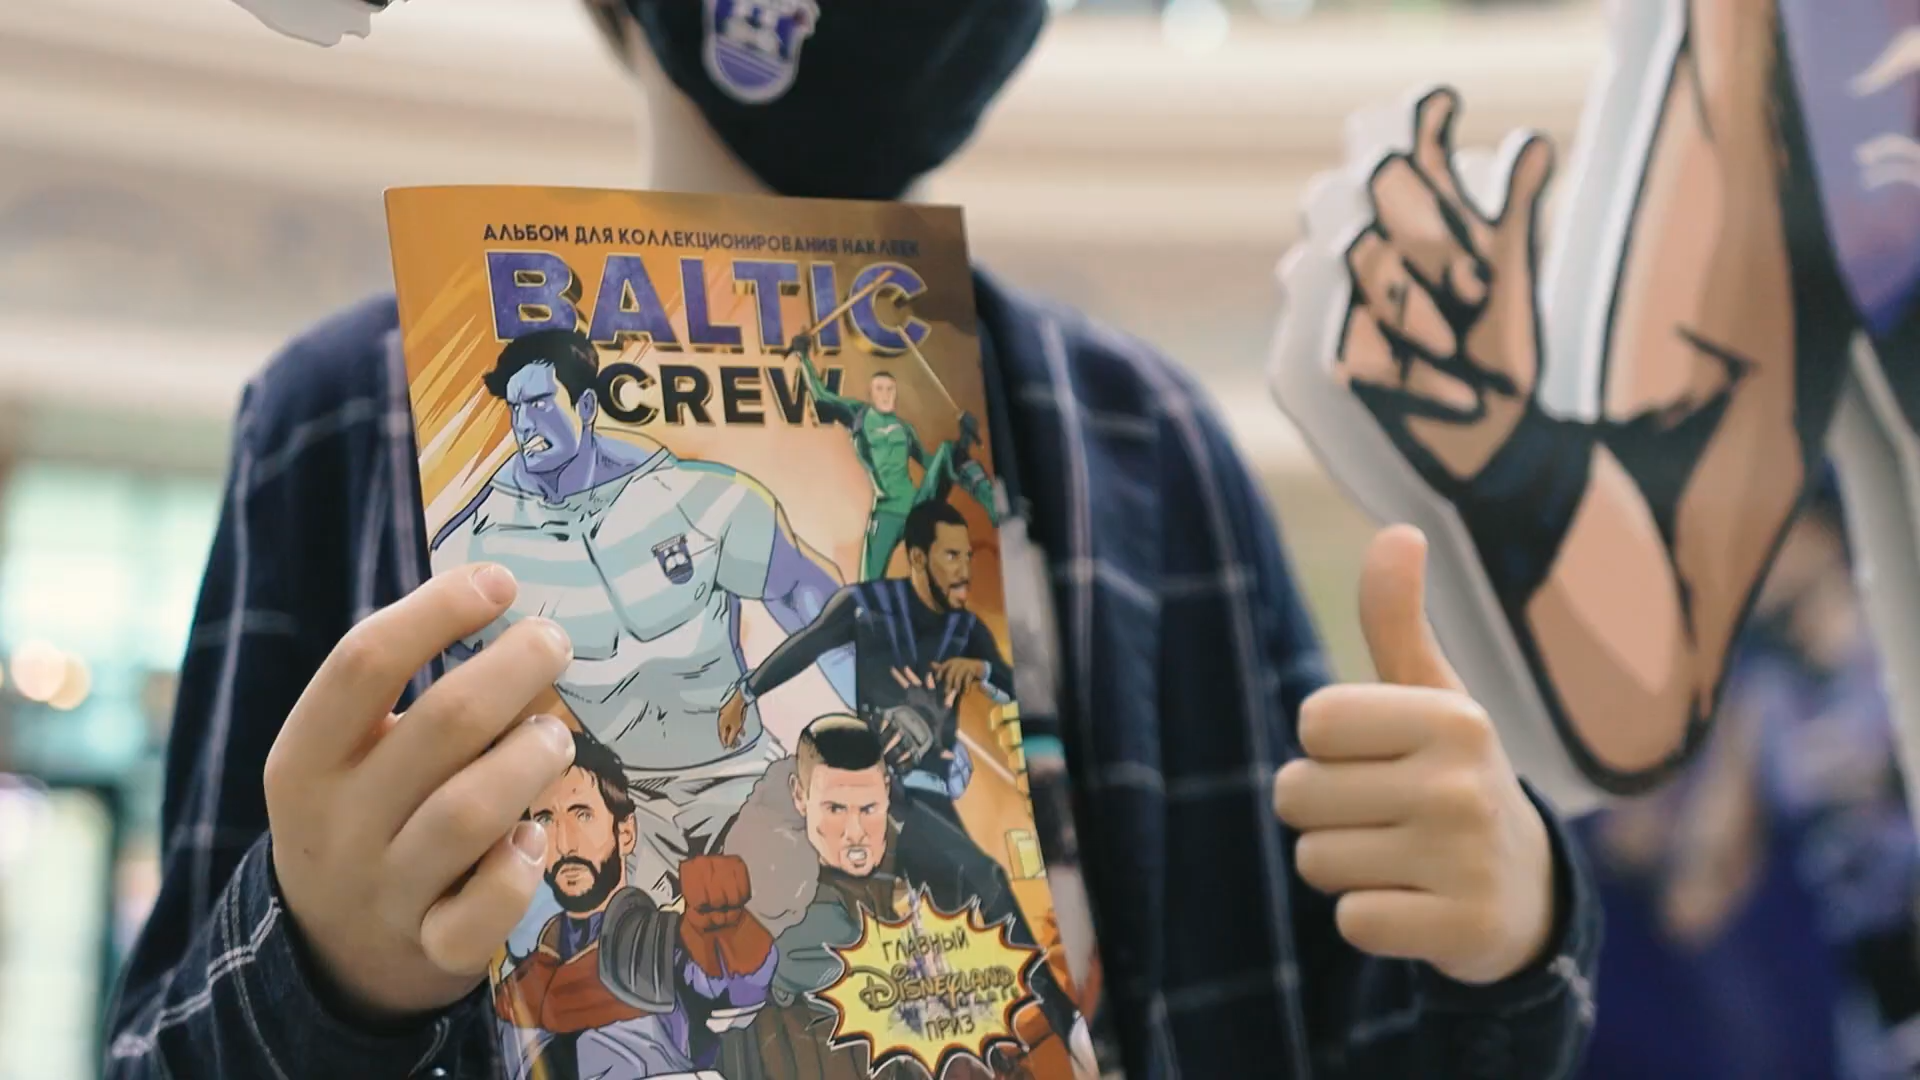 АЛЬБОМ ДЛЯ КОЛЛЕКЦИОНИРОВАНИЯ НАКЛЕЕК
BALTIC
CREW
ГЛАВНЫЙ
DISNEYLAND
ПРИЗ